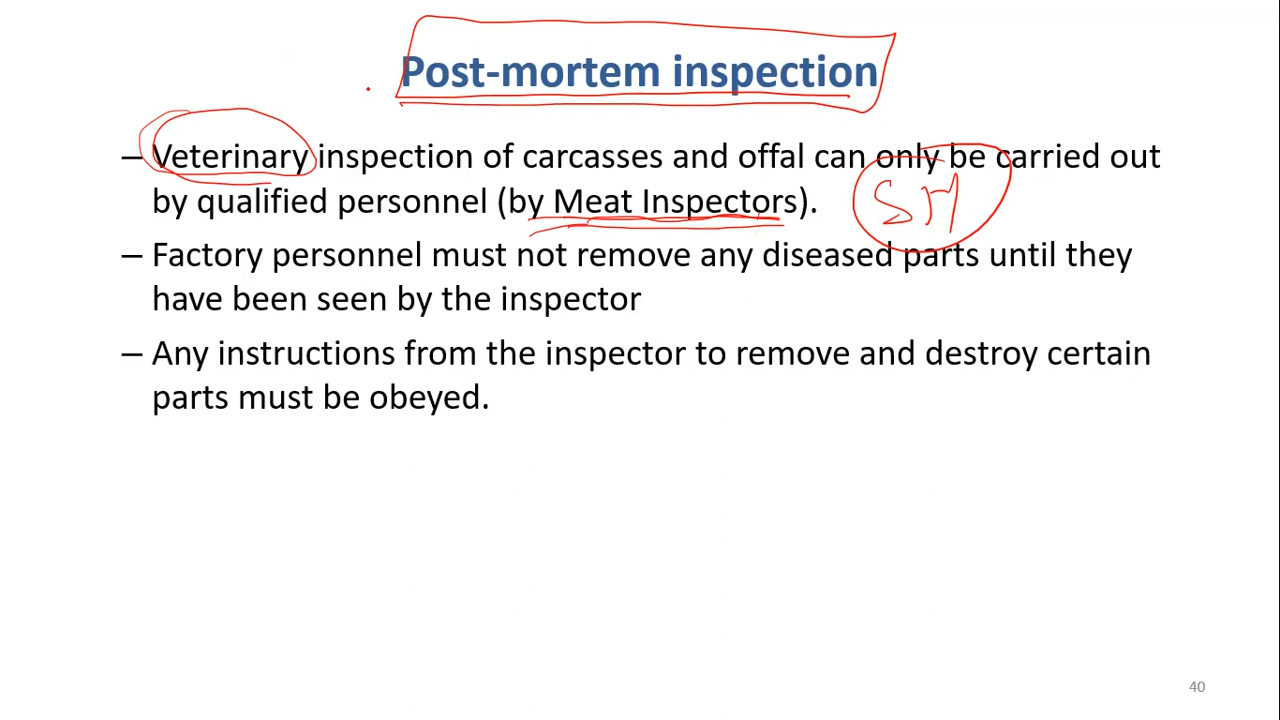 Post-mortem inspection
– Veterinary inspection of carcasses and offal can only be carried out
by qualified personnel (by Meat Inspectors).
SM
– Factory personnel must not remove any diseased parts until they
have been seen by the inspector
– Any instructions from the inspector to remove and destroy certain
parts must be obeyed.
40